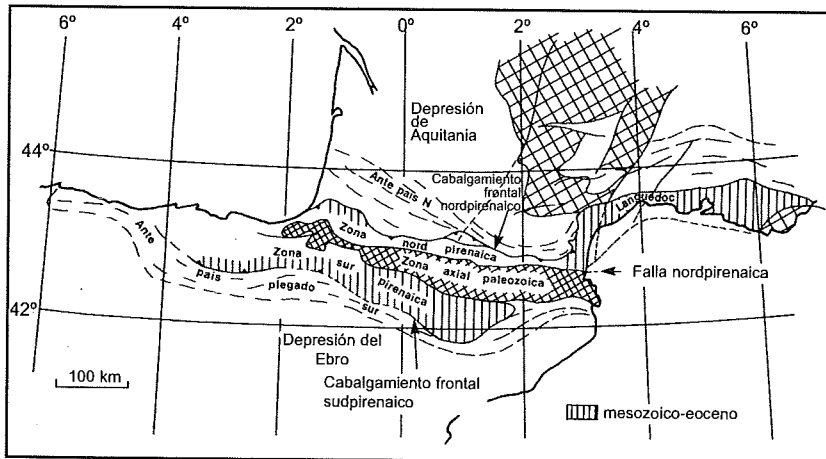 6º 4º 2º 0º 2º 4º 6º
Depresión
de
Aquitania
44º
Ante país N
Cabalgamiento
frontal
nordpirenaico
Languedoc
Zona nord pirenaica
Ante país plegado sur
Zona sur pirenaica
Zona axial paleozoica
Falla nordpirenaica
42º
Depresión del
Ebro
100 km
Cabalgamiento frontal
sudpirenaico
mesozoico-eoceno